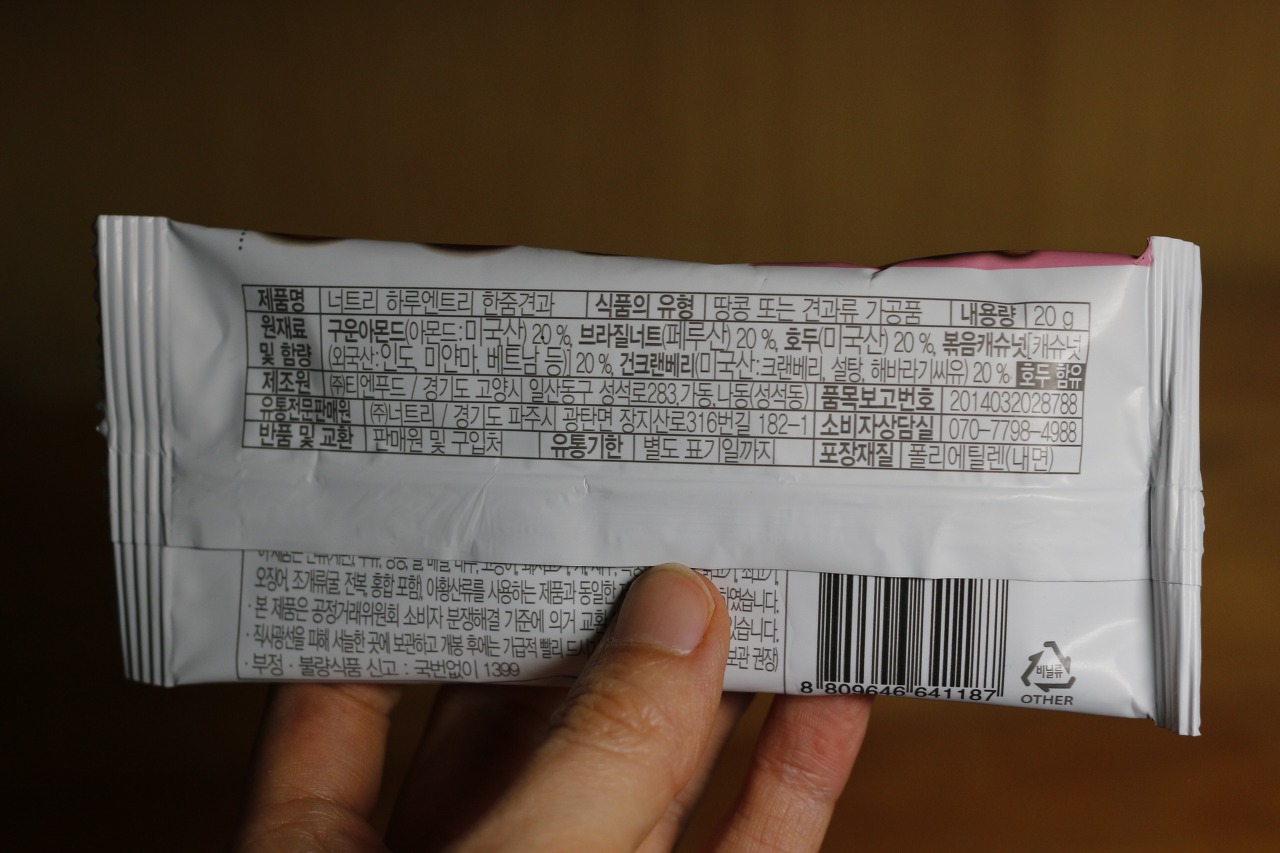 제품명 너트리 하루엔트리 한줌견과 식품의 유형 땅콩 또는 견과류 가공품 내용량 20 g
원재료 구운아몬드(아몬드:미국산) 20 %, 브라질너트(페루산) 20 %, 호두(미국산) 20 %, 볶음캐슈넛[캐슈넛
및 함량 (외국산:인도, 미얀마, 베트남 등)] 20 %, 건크랜베리(미국산:크랜베리, 설탕, 해바라기씨유) 20 % 호두 함유
제조원 ㈜티엔푸드 / 경기도 고양시 일산동구 성석로283,가동,나동(성석동) 품목보고번호 2014032028788
유통전문판매원 ㈜너트리 / 경기도 파주시 광탄면 장지산로316번길 182-1 소비자상담실 070-7798-4988
반품 및 교환 판매원 및 구입처 유통기한 별도 표기일까지 포장재질 폴리에틸렌(내면)
오징어, 조개류(굴, 전복, 홍합 포함), 아황산류를 사용하는 제품과 동일한 하였습니다.
· 본 제품은 공정거래위원회 소비자 분쟁해결 기준에 의거 교환 있습니다.
· 직사광선을 피해 서늘한 곳에 보관하고 개봉 후에는 가급적 빨리 보관 권장)
· 부정 · 불량식품 신고 : 국번없이 1399
8 809646 641187
비닐류
OTHER